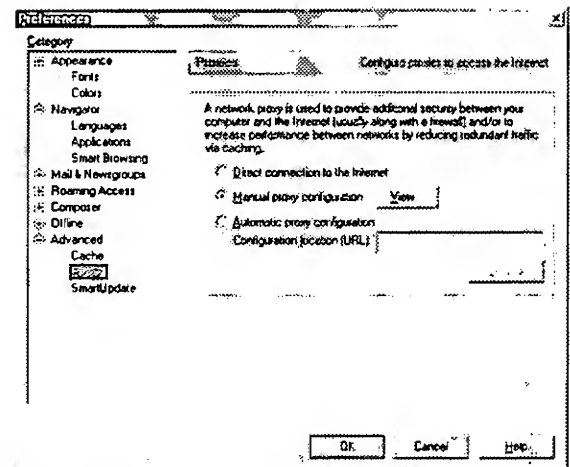 Preferences
Category
Appearance
Fonts
Colors
Navigator
Languages
Applications
Smart Browsing
Mail & Newsgroups
Roaming Access
Composer
Offline
Advanced
Cache
SmartUpdate
Proxies
Configure proxies to access the Internet
A network proxy is used to provide additional security between your
computer and the Internet (usually along with a firewall) and/or to
increase performance between networks by reducing redundant traffic
via caching.
Direct connection to the Internet
Manual proxy configuration View
Automatic proxy configuration
Configuration location (URL):
OK Cancel Help